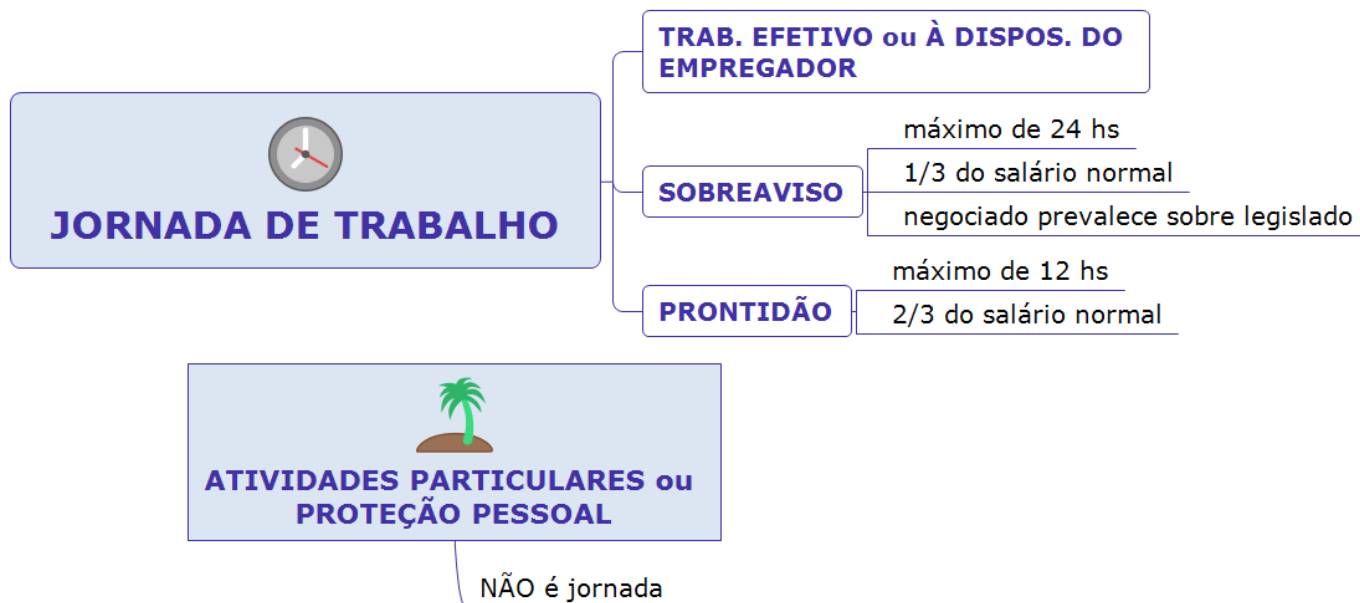 TRAB. EFETIVO ou À DISPOS. DO
EMPREGADOR
JORNADA DE TRABALHO
SOBREAVISO
máximo de 24 hs
1/3 do salário normal
negociado prevalece sobre legislado
PRONTIDÃO
máximo de 12 hs
2/3 do salário normal
ATIVIDADES PARTICULARES ou
PROTEÇÃO PESSOAL
NÃO é jornada